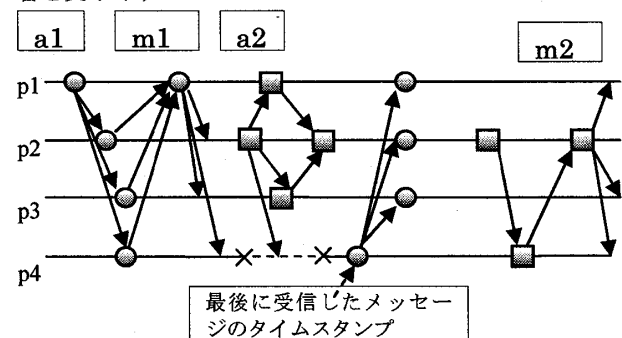 a1
m1
a2
m2
p1
p2
p3
p4
最後に受信したメッセー
ジのタイムスタンプ